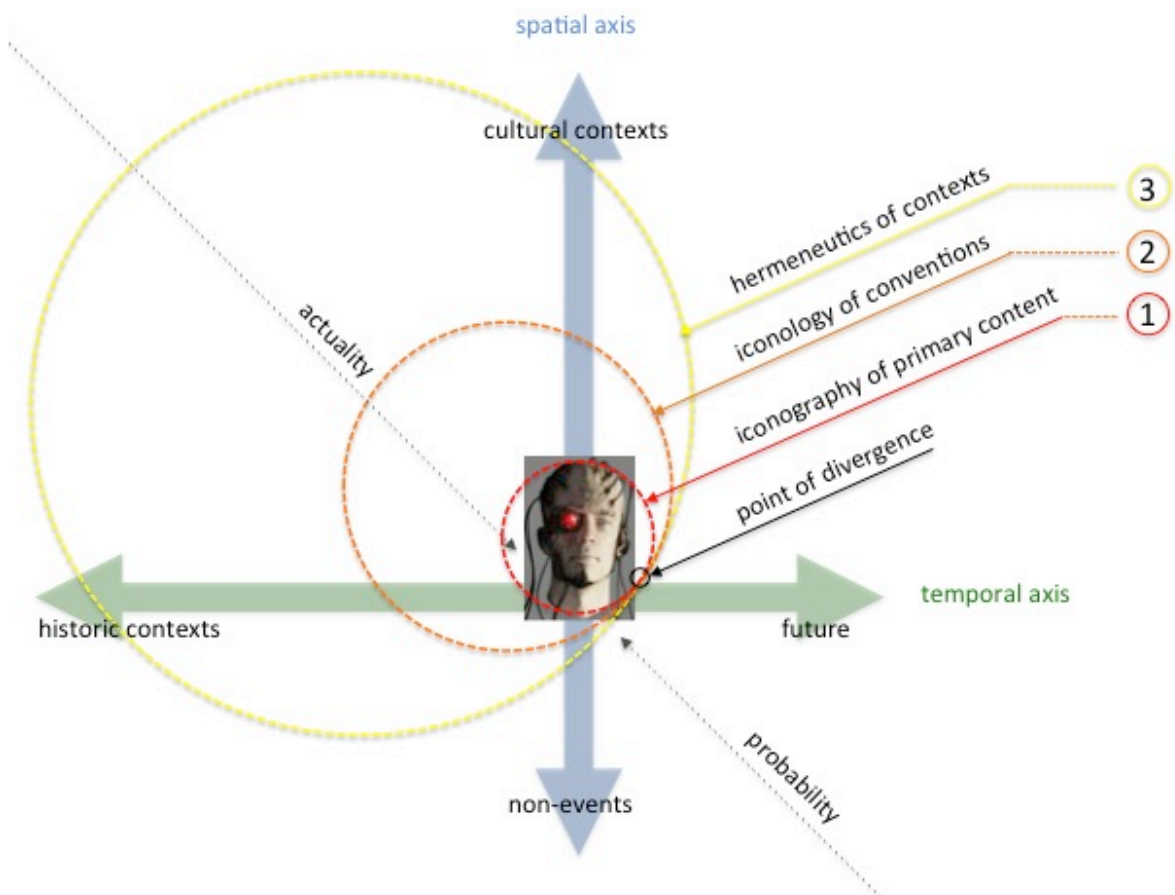 spatial axis
cultural contexts
3
hermeneutics of contexts
2
iconology of conventions
1
iconography of primary content
actuality
point of divergence
temporal axis
historic contexts
future
probability
non-events